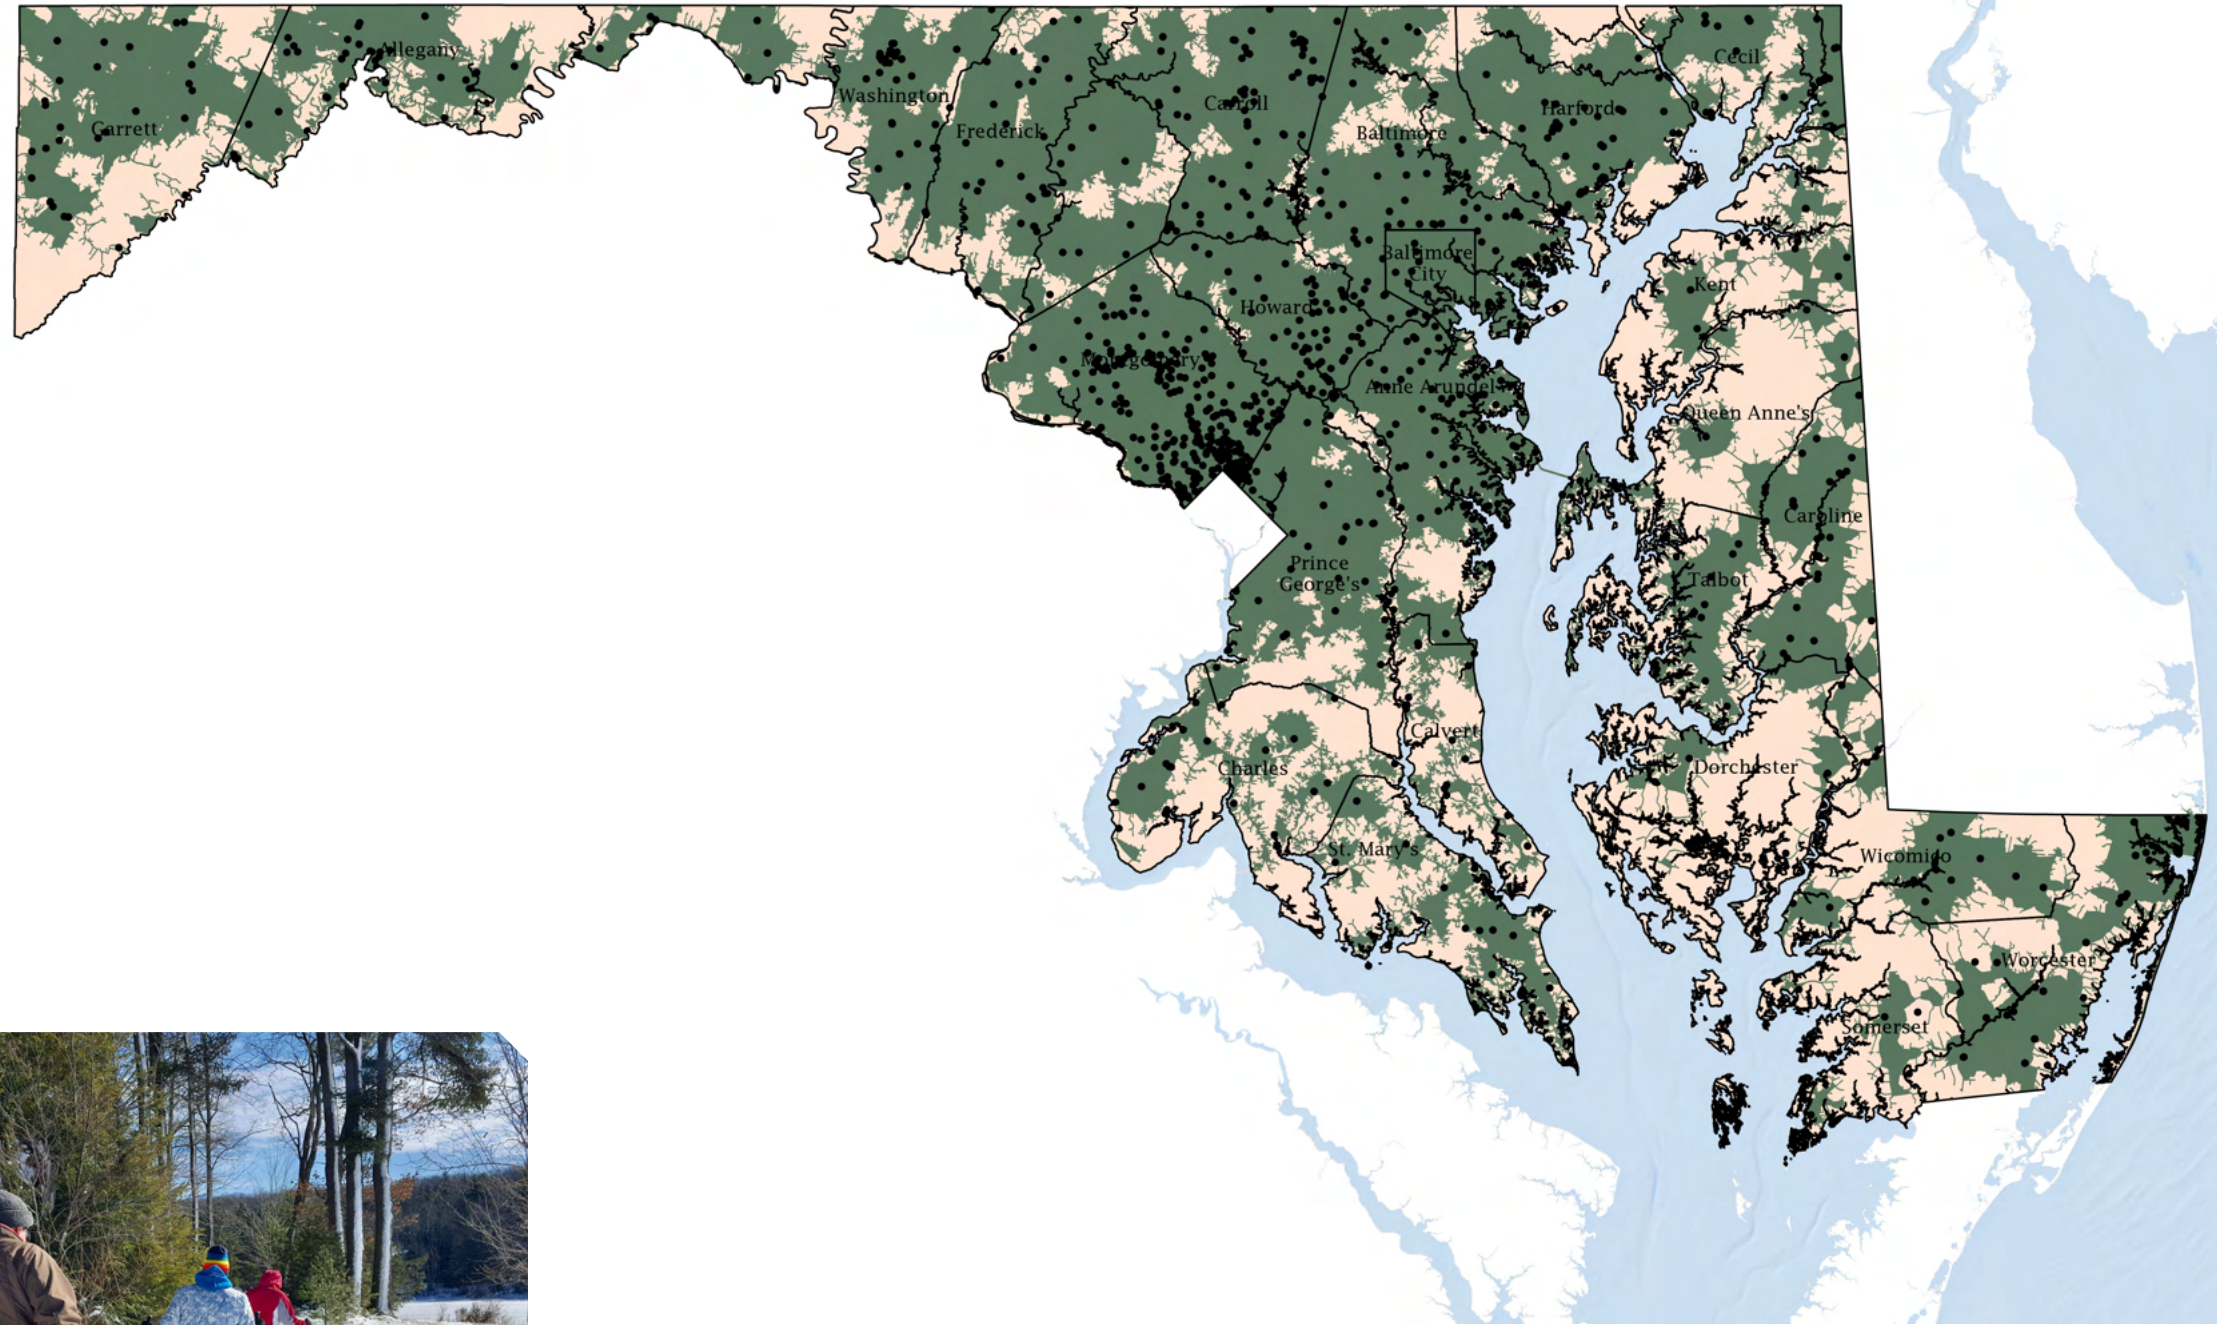 Allegany
Cecil
Washington
Carroll
Harford
Garrett
Frederick
Baltimore
Baltimore
City
Kent
Howard
Montgomery
Anne Arundel
Queen Anne's
Caroline
Prince
George's
Talbot
Calvert
Charles
Dorchester
St. Mary's
Wicomico
Worcester
Somerset